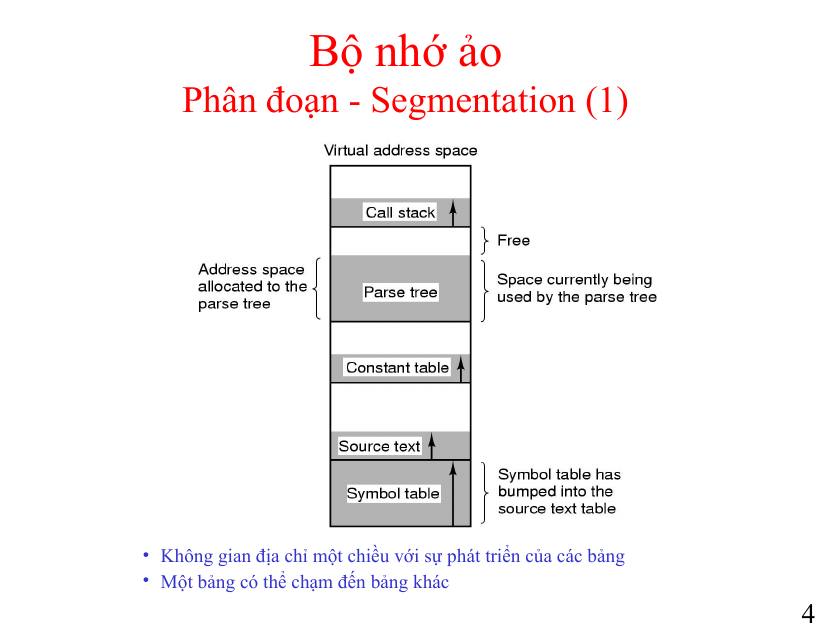 Bộ nhớ ảo
Phân đoạn - Segmentation (1)
Virtual address space
Call stack
Free
Address space
allocated to the
parse tree
Parse tree
Space currently being
used by the parse tree
Constant table
Source text
Symbol table
Symbol table has
bumped into the
source text table
• Không gian địa chỉ một chiều với sự phát triển của các bảng
• Một bảng có thể chạm đến bảng khác
4